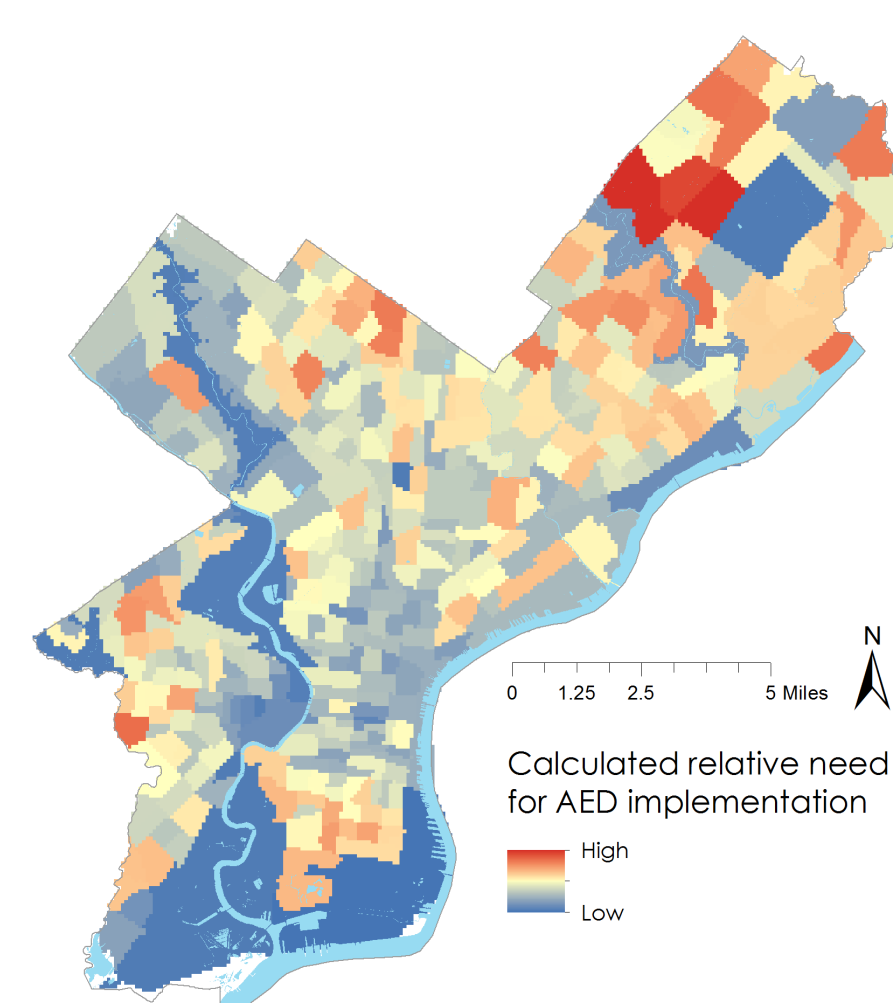 N
0 1.25 2.5 5 Miles
Calculated relative need
for AED implementation
High
Low